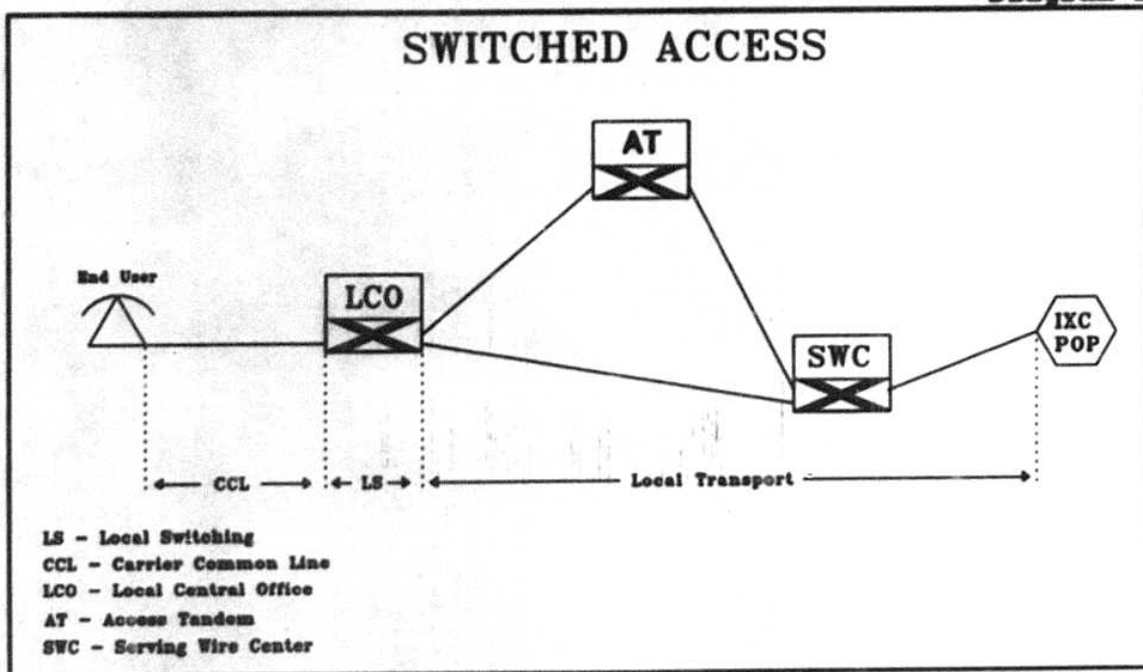 SWITCHED ACCESS
AT
End User
LCO
IXC
POP
SWC
CCL
LS
Local Transport
LS - Local Switching
CCL - Carrier Common Line
LCO - Local Central Office
AT - Access Tandem
SWC - Serving Wire Center